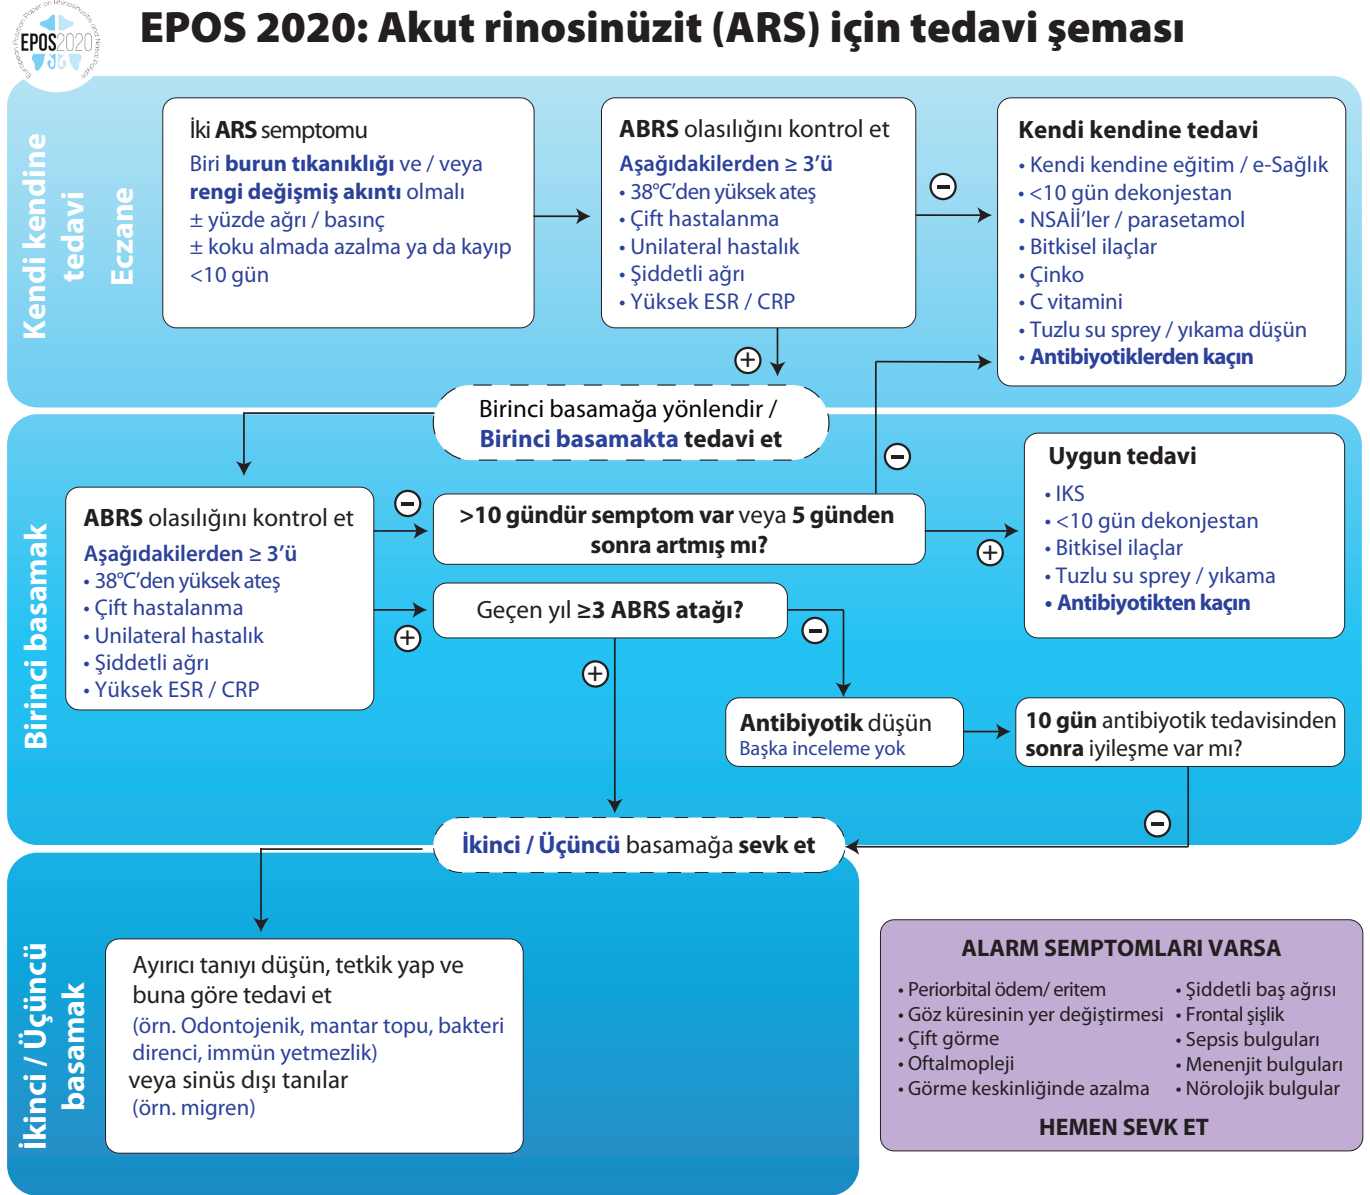 European Position Paper on Rhinosinusitis and Nasal Polyps
EPOS2020
EPOS 2020: Akut rinosinüzit (ARS) için tedavi şeması
Kendi kendine
tedavi
Eczane
İki ARS semptomu
Biri burun tıkanıklığı ve / veya
rengi değişmiş akıntı olmalı
± yüzde ağrı / basınç
± koku almada azalma ya da kayıp
<10 gün
ABRS olasılığını kontrol et
Aşağıdakilerden ≥ 3’ü
• 38°C’den yüksek ateş
• Çift hastalanma
• Unilateral hastalık
• Şiddetli ağrı
• Yüksek ESR / CRP
−
+
Kendi kendine tedavi
• Kendi kendine eğitim / e-Sağlık
• <10 gün dekonjestan
• NSAİİ’ler / parasetamol
• Bitkisel ilaçlar
• Çinko
• C vitamini
• Tuzlu su sprey / yıkama düşün
• Antibiyotiklerden kaçın
Birinci basamağa yönlendir /
Birinci basamakta tedavi et
Birinci basamak
ABRS olasılığını kontrol et
Aşağıdakilerden ≥ 3’ü
• 38°C’den yüksek ateş
• Çift hastalanma
• Unilateral hastalık
• Şiddetli ağrı
• Yüksek ESR / CRP
−
+
>10 gündür semptom var veya 5 günden
sonra artmış mı?
−
+
Uygun tedavi
• IKS
• <10 gün dekonjestan
• Bitkisel ilaçlar
• Tuzlu su sprey / yıkama
• Antibiyotikten kaçın
Geçen yıl ≥3 ABRS atağı?
−
+
Antibiyotik düşün
Başka inceleme yok
10 gün antibiyotik tedavisinden
sonra iyileşme var mı?
−
İkinci / Üçüncü basamağa sevk et
İkinci / Üçüncü
basamak
Ayırıcı tanıyı düşün, tetkik yap ve
buna göre tedavi et
(örn. Odontojenik, mantar topu, bakteri
direnci, immün yetmezlik)
veya sinüs dışı tanılar
(örn. migren)
ALARM SEMPTOMLARI VARSA
• Periorbital ödem/ eritem
• Göz küresinin yer değiştirmesi
• Çift görme
• Oftalmopleji
• Görme keskinliğinde azalma
• Şiddetli baş ağrısı
• Frontal şişlik
• Sepsis bulguları
• Menenjit bulguları
• Nörolojik bulgular
HEMEN SEVK ET